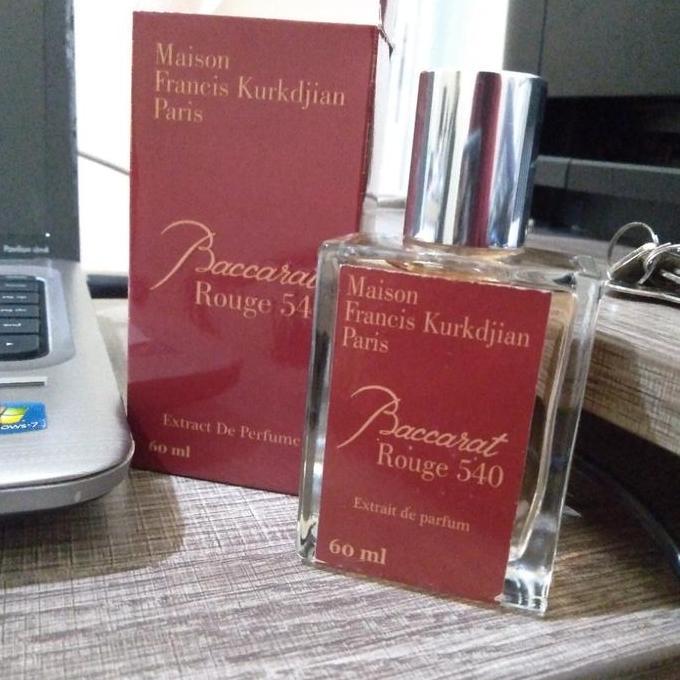 Maison
Francis Kurkdjian
Paris
Baccarat
Rouge 54
Extract De Perfume
60 ml
Maison
Francis Kurkdjian
Paris
Baccarat
Rouge 540
Extrait de parfum
60 ml